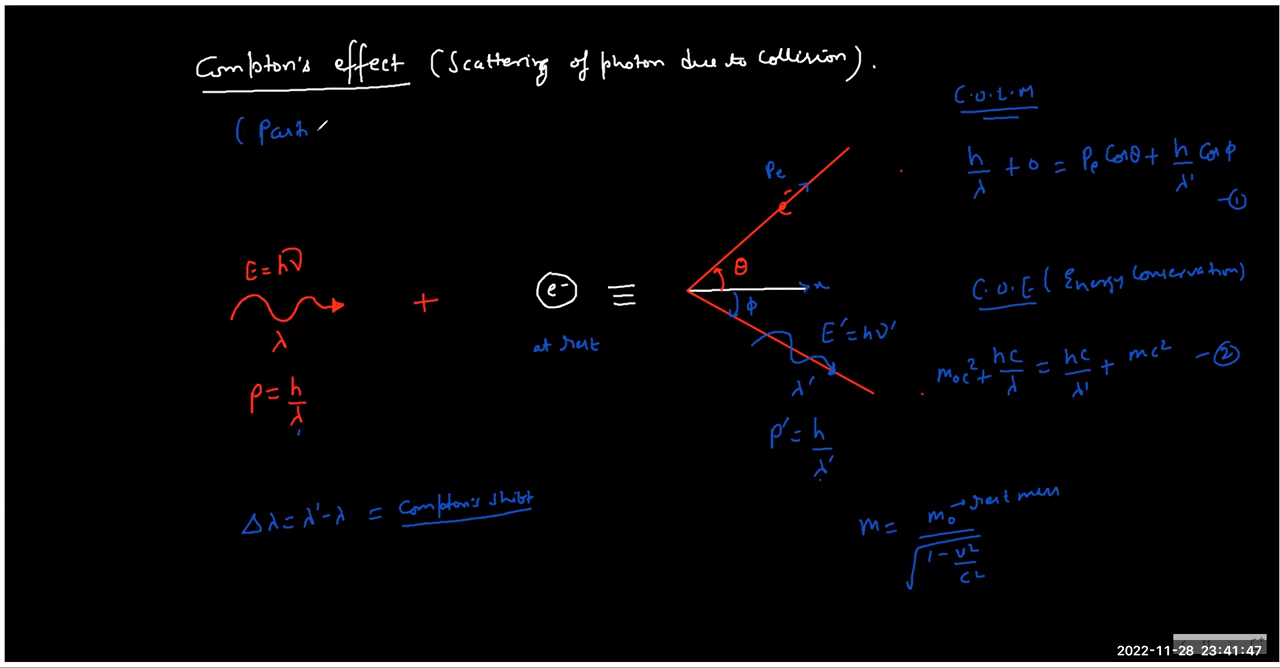 Compton's effect (Scattering of photon due to collision).
(Part
C.O.L.M
h/λ + 0 = Pe Cosθ + h/λ' Cosϕ
-①
Pe
e-
θ
x
ϕ
E = hν
λ
P = h/λ
+
e-
at rest
≡
E' = hν'
λ'
P' = h/λ'
C.O.E (Energy Conservation)
m₀c² + hc/λ = hc/λ' + mc² -②
Δλ = λ' - λ = Compton's shift
m = m₀/√(1 - v²/c²)
→ rest mass
2022-11-28 23:41:47